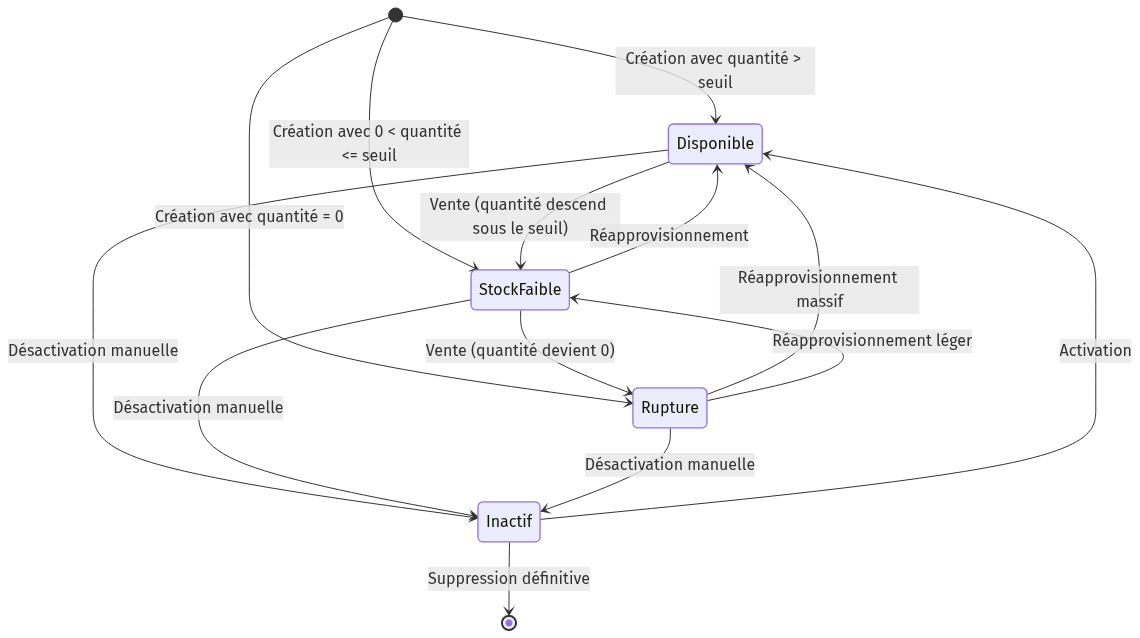 Création avec quantité >
seuil
Création avec 0 < quantité
<= seuil
Disponible
Création avec quantité = 0
Vente (quantité descend
sous le seuil)
Réapprovisionnement
StockFaible
Réapprovisionnement
massif
Réapprovisionnement léger
Désactivation manuelle
Vente (quantité devient 0)
Activation
Désactivation manuelle
Rupture
Désactivation manuelle
Inactif
Suppression définitive